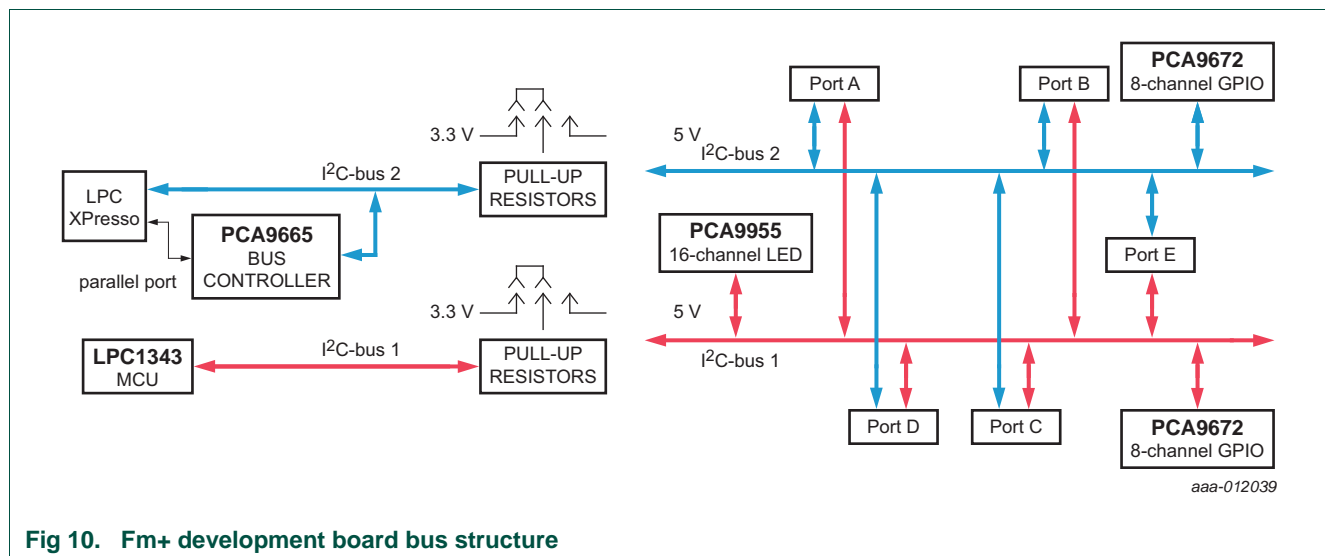 3.3 V
I2C-bus 2
LPC
XPresso
PULL-UP
RESISTORS
PCA9665
BUS
CONTROLLER
parallel port
3.3 V
I2C-bus 1
LPC1343
MCU
PULL-UP
RESISTORS
Port A
Port B
PCA9672
8-channel GPIO
5 V
I2C-bus 2
PCA9955
16-channel LED
Port E
5 V
I2C-bus 1
Port D
Port C
PCA9672
8-channel GPIO
aaa-012039
Fig 10. Fm+ development board bus structure